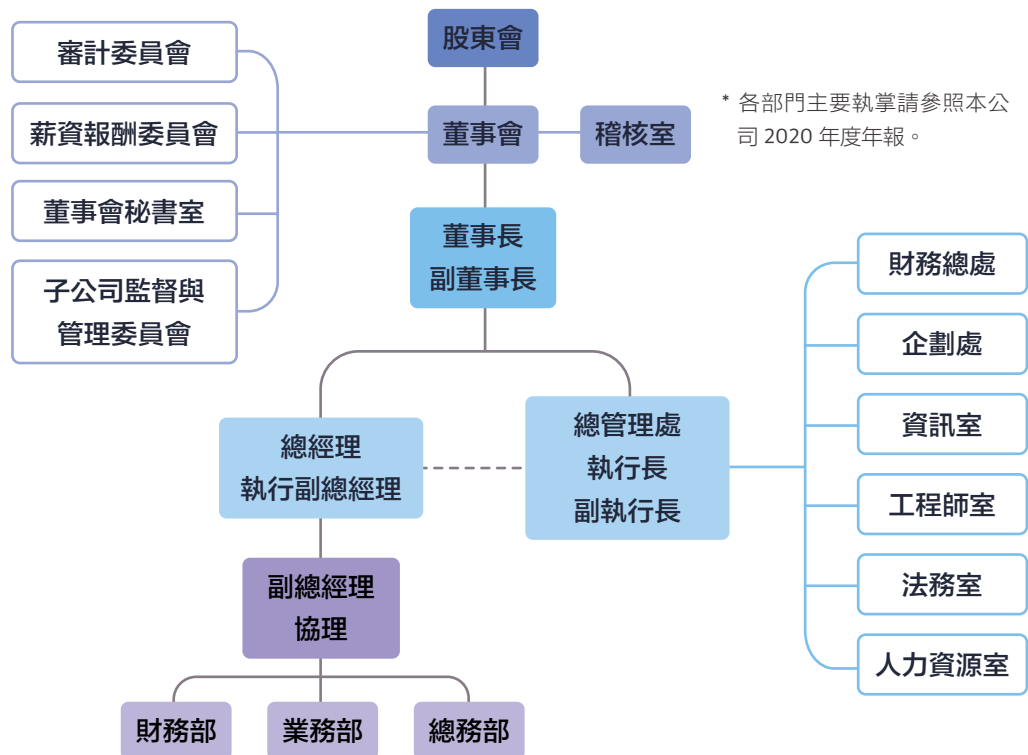 股東會
審計委員會
薪資報酬委員會
董事會
稽核室
* 各部門主要執掌請參照本公
司 2020 年度年報。
董事會秘書室
子公司監督與
管理委員會
董事長
副董事長
財務總處
企劃處
資訊室
工程師室
法務室
人力資源室
總經理
執行副總經理
總管理處
執行長
副執行長
副總經理
協理
財務部
業務部
總務部